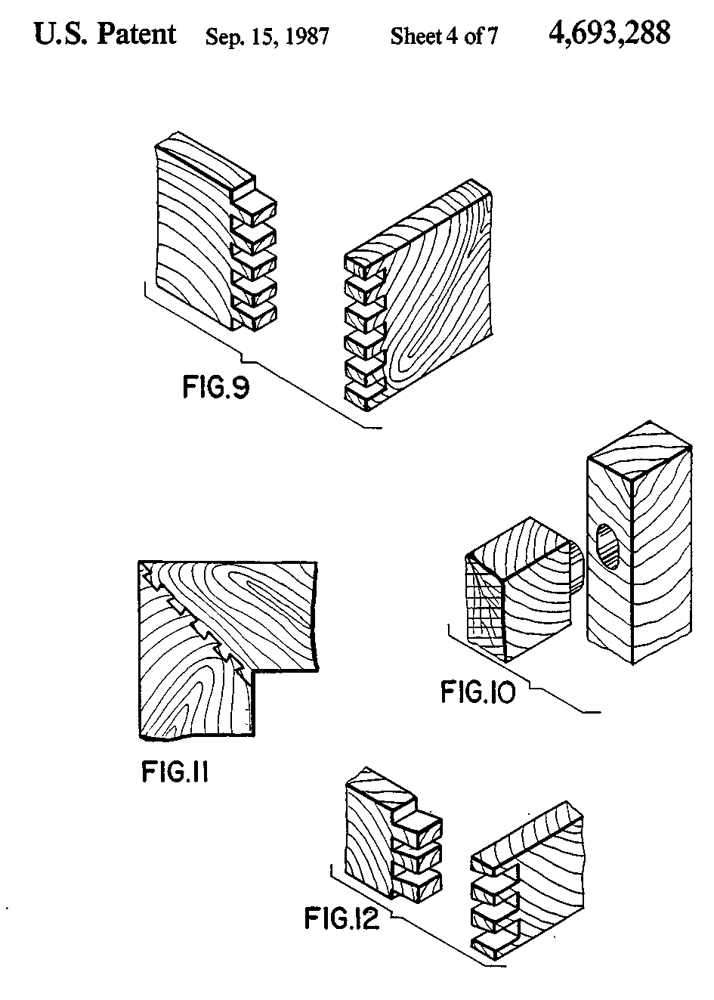 U.S. Patent Sep. 15, 1987 Sheet 4 of 7 4,693,288
FIG.9
FIG.10
FIG.11
FIG.12